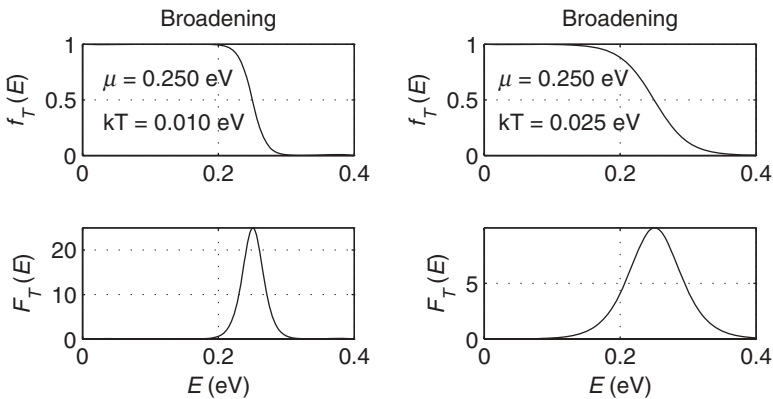 Broadening
f_T (E)
1
0.5
0
μ = 0.250 eV
kT = 0.010 eV
0
0.2
0.4
Broadening
f_T (E)
1
0.5
0
μ = 0.250 eV
kT = 0.025 eV
0
0.2
0.4
F_T (E)
20
10
0
0
0.2
0.4
E (eV)
F_T (E)
5
0
0.2
0.4
E (eV)